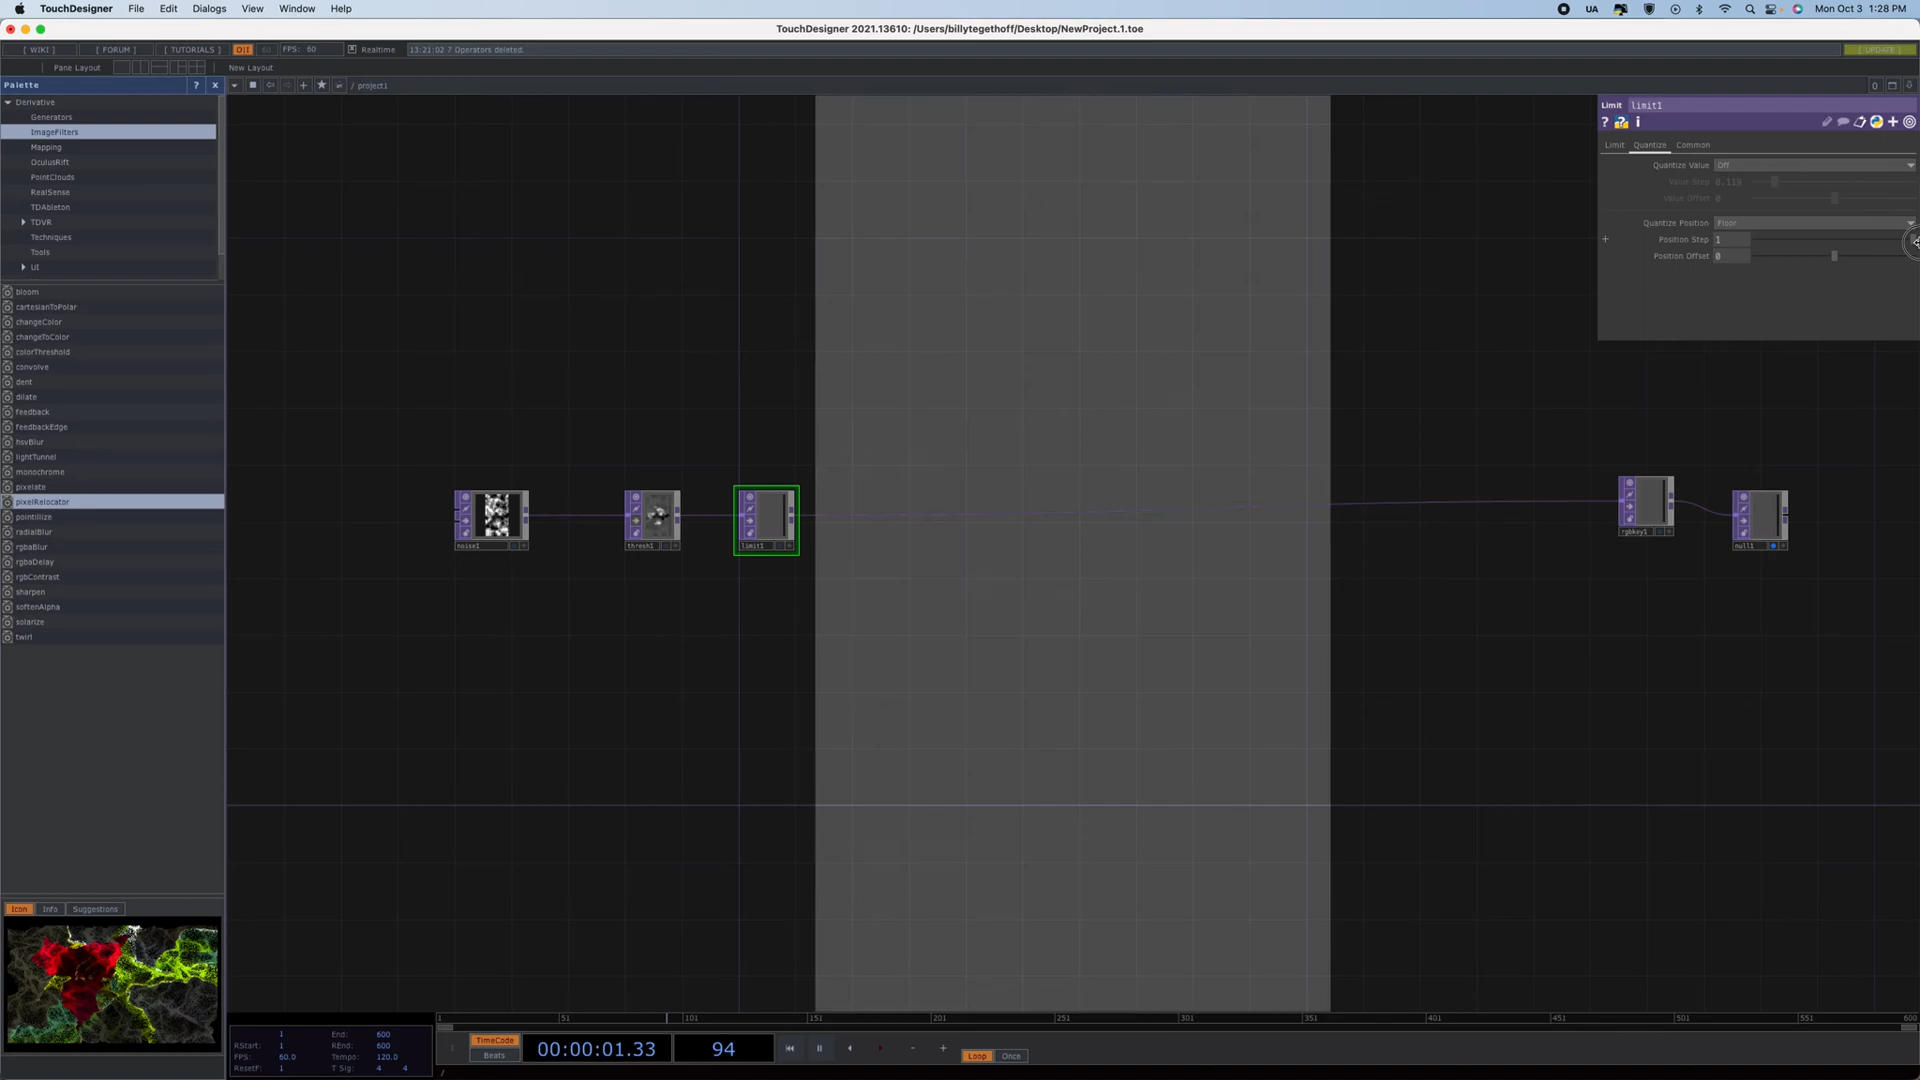 TouchDesigner File Edit Dialogs View Window Help
UA Mon Oct 3 1:28 PM
TouchDesigner 2021.13610: /Users/billytegethoff/Desktop/NewProject.1.toe
[ WIKI ] [ FORUM ] [ TUTORIALS ] O|I 60 FPS: 60 Realtime 13:21:02 7 Operators deleted. [ UPDATE ]
Pane Layout New Layout
Palette ? x
/ project1
0
Derivative
Generators
ImageFilters
Mapping
OculusRift
PointClouds
RealSense
TDAbleton
TDVR
Techniques
Tools
UI
bloom
cartesianToPolar
changeColor
changeToColor
colorThreshold
convolve
dent
dilate
feedback
feedbackEdge
hsvBlur
lightTunnel
monochrome
pixelate
pixelRelocator
pointillize
radialBlur
rgbaBlur
rgbaDelay
rgbContrast
sharpen
softenAlpha
solarize
twirl
Icon Info Suggestions
noise1
thresh1
limit1
rgbkey1
null1
Limit limit1
? ? i
Limit Quantize Common
Quantize Value Off
Value Step 0.119
Value Offset 0
Quantize Position Floor
+ Position Step 1
Position Offset 0
1 51 101 151 201 251 301 351 401 451 501 551 600
1 End: 600
RStart: 1 REnd: 600
FPS: 60.0 Tempo: 120.0
ResetF: 1 T Sig: 4 4
TimeCode
Beats
00:00:01.33
94
- +
Loop Once
/